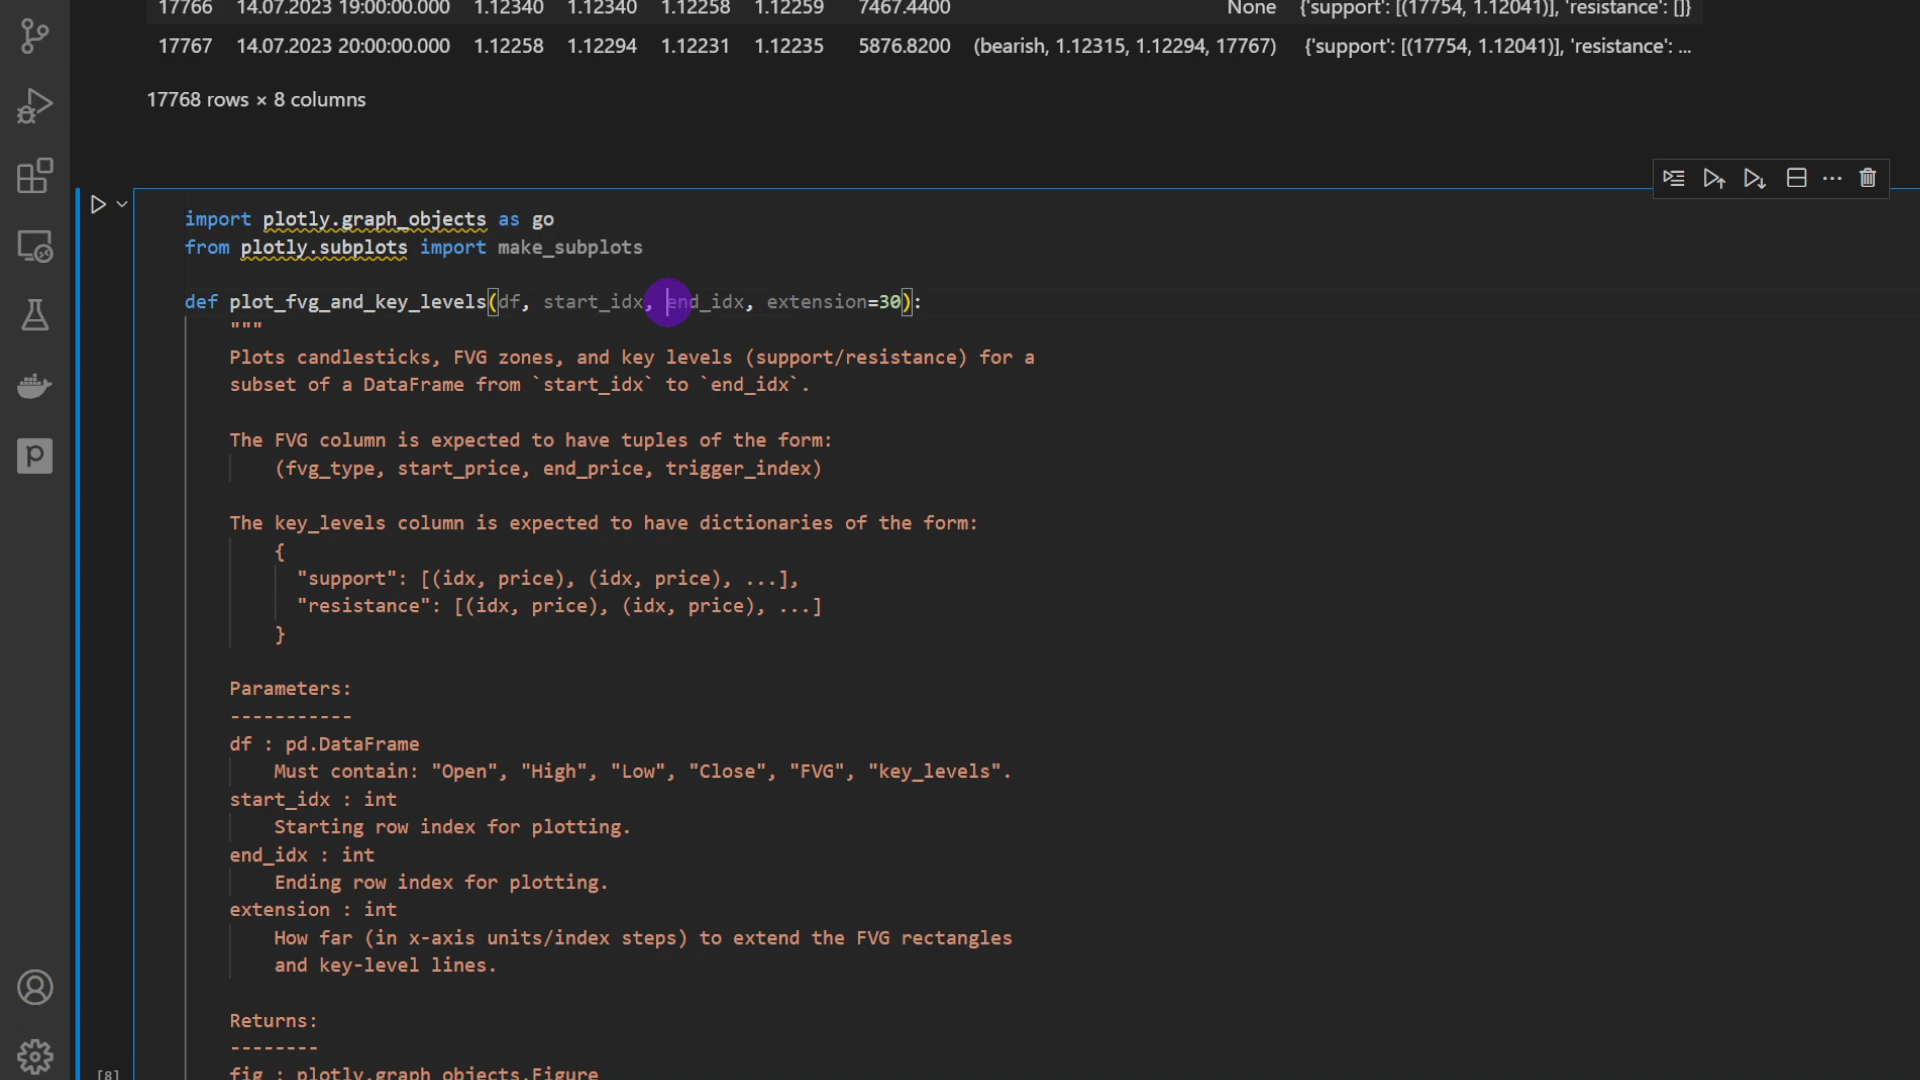 17766 14.07.2023 19:00:00.000 1.12340 1.12340 1.12258 1.12259 7467.4400 None {'support': [(17754, 1.12041)], 'resistance': []}
17767 14.07.2023 20:00:00.000 1.12258 1.12294 1.12231 1.12235 5876.8200 (bearish, 1.12315, 1.12294, 17767) {'support': [(17754, 1.12041)], 'resistance': ...
17768 rows × 8 columns
import plotly.graph_objects as go
from plotly.subplots import make_subplots
def plot_fvg_and_key_levels(df, start_idx, end_idx, extension=30):
"""
Plots candlesticks, FVG zones, and key levels (support/resistance) for a
subset of a DataFrame from `start_idx` to `end_idx`.
The FVG column is expected to have tuples of the form:
(fvg_type, start_price, end_price, trigger_index)
The key_levels column is expected to have dictionaries of the form:
{
"support": [(idx, price), (idx, price), ...],
"resistance": [(idx, price), (idx, price), ...]
}
Parameters:
-----------
df : pd.DataFrame
Must contain: "Open", "High", "Low", "Close", "FVG", "key_levels".
start_idx : int
Starting row index for plotting.
end_idx : int
Ending row index for plotting.
extension : int
How far (in x-axis units/index steps) to extend the FVG rectangles
and key-level lines.
Returns:
--------
fig : plotly.graph_objects.Figure
[8]